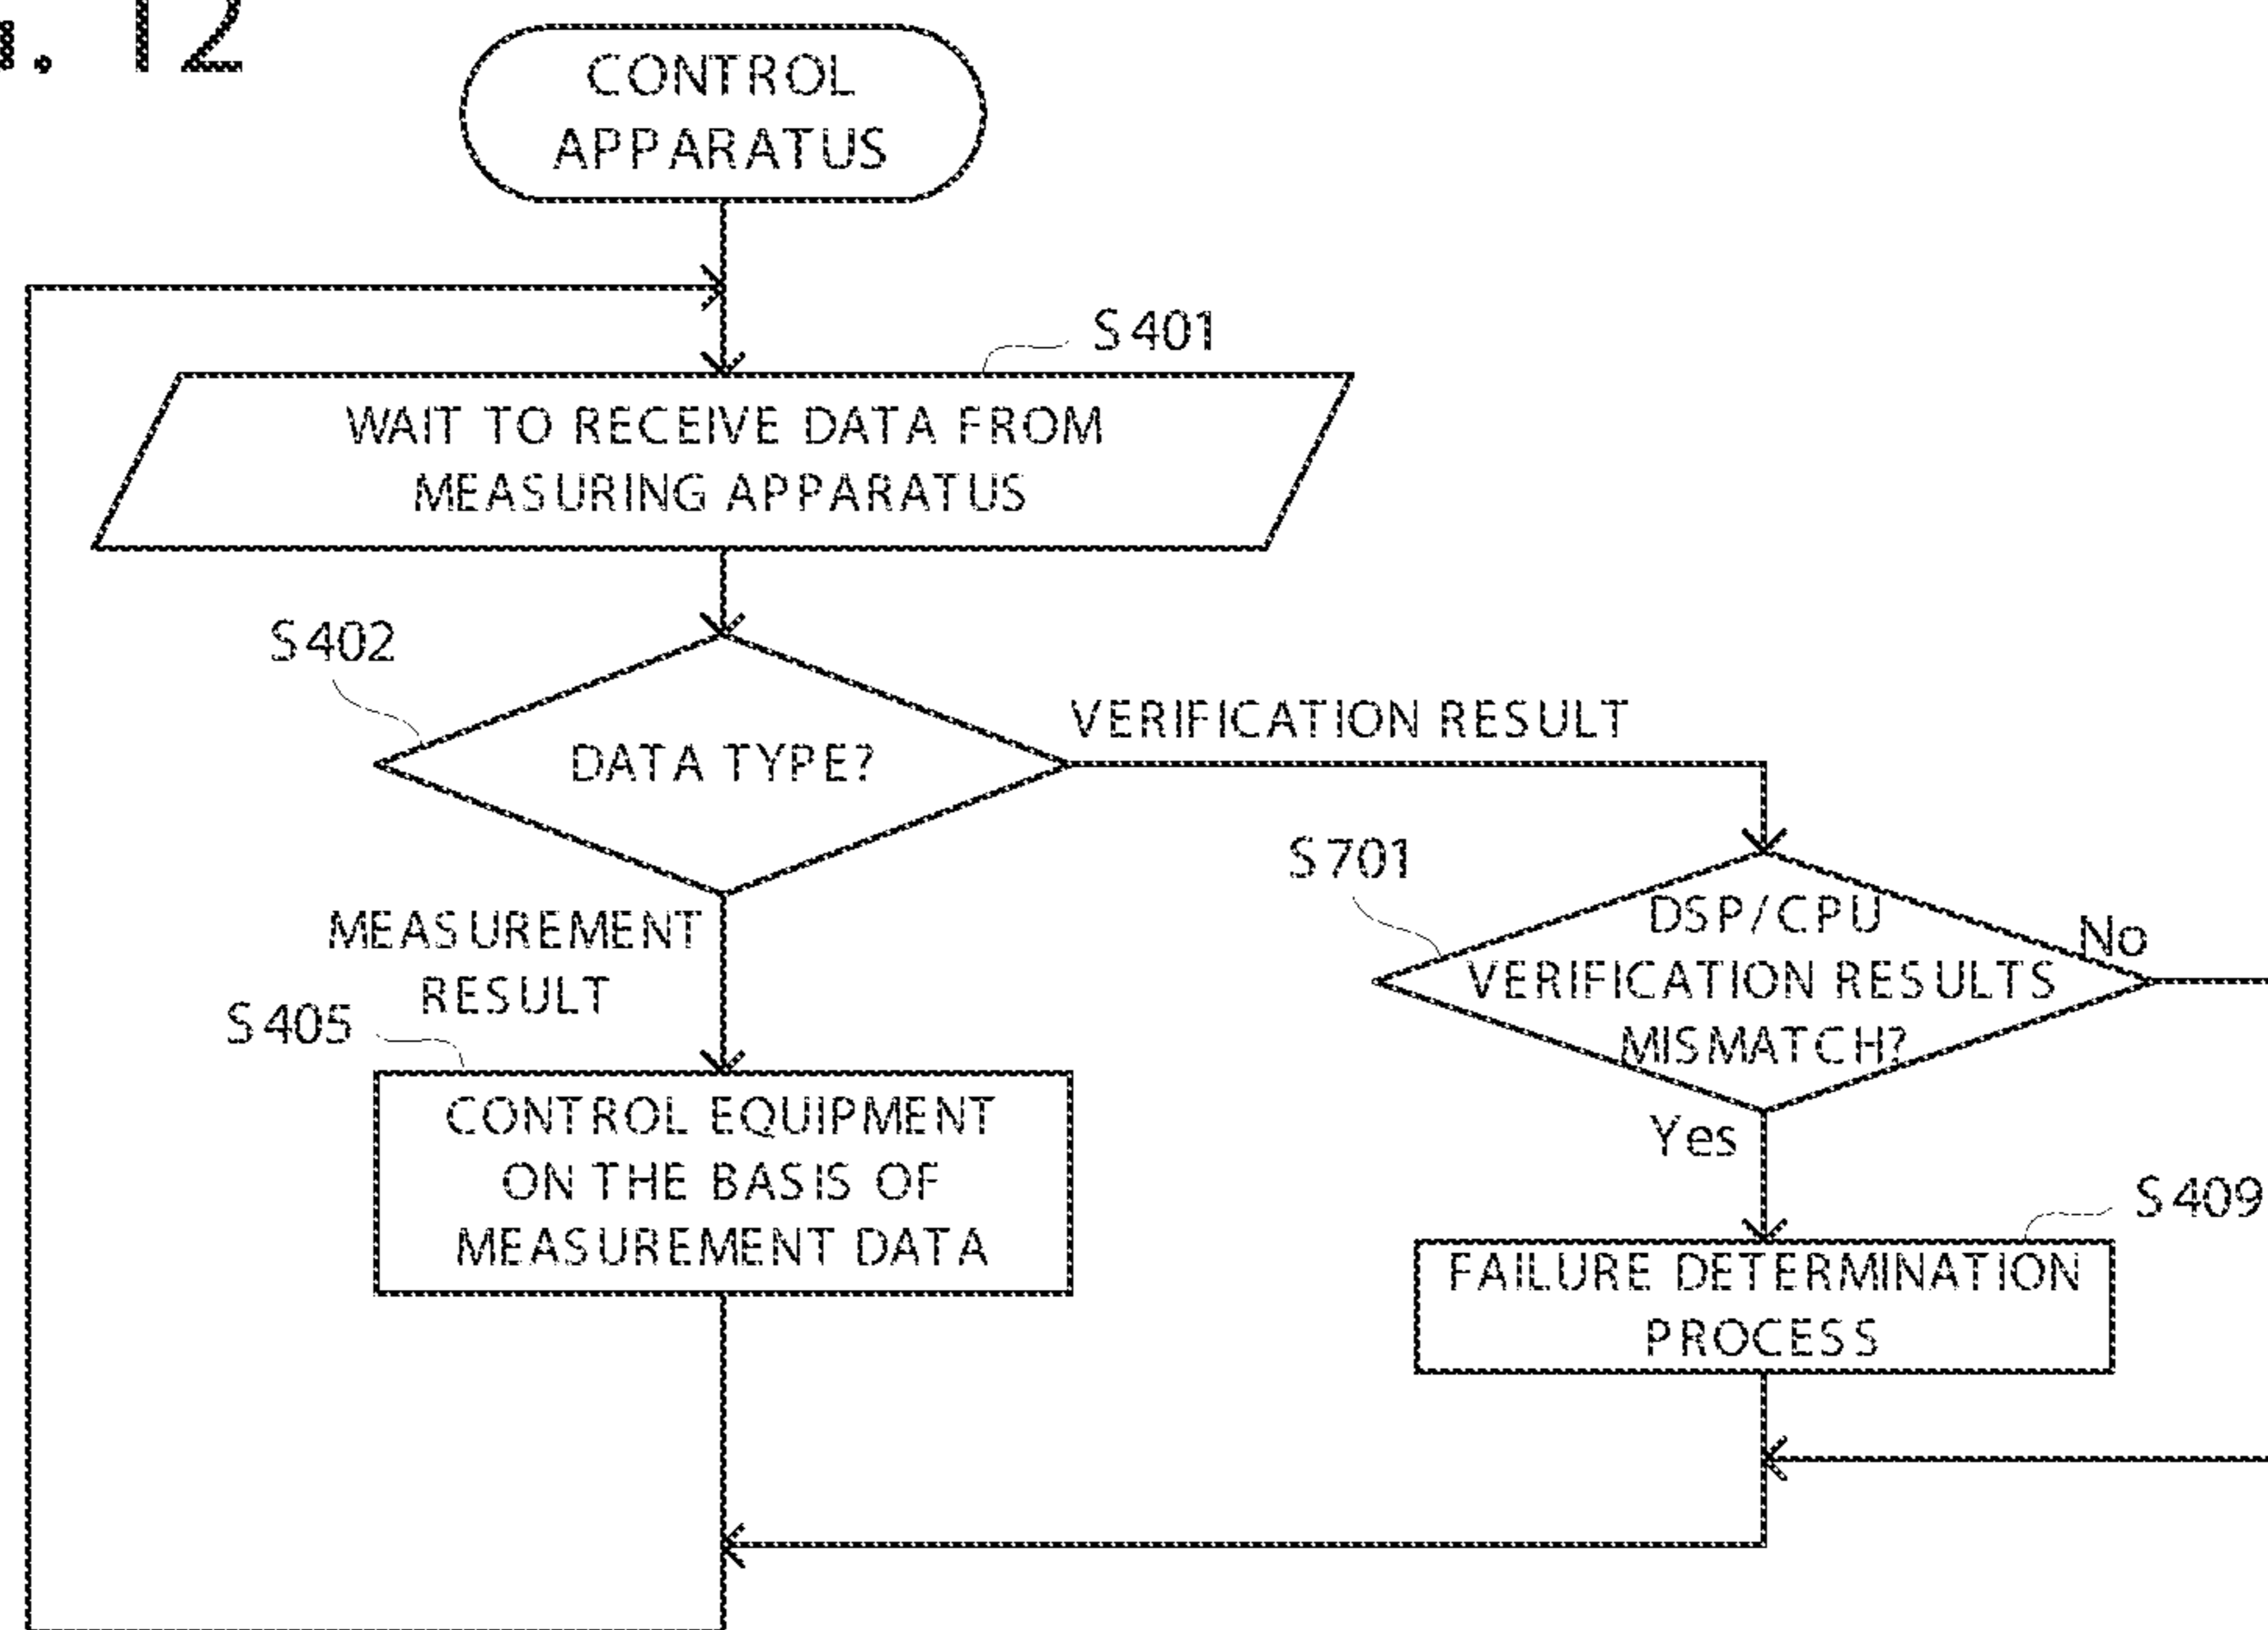 . 12
CONTROL
APPARATUS
S401
WAIT TO RECEIVE DATA FROM
MEASURING APPARATUS
S402
DATA TYPE?
VERIFICATION RESULT
MEASUREMENT
RESULT
S701
DSP/CPU
VERIFICATION RESULTS
MISMATCH?
No
Yes
S405
CONTROL EQUIPMENT
ON THE BASIS OF
MEASUREMENT DATA
S409
FAILURE DETERMINATION
PROCESS